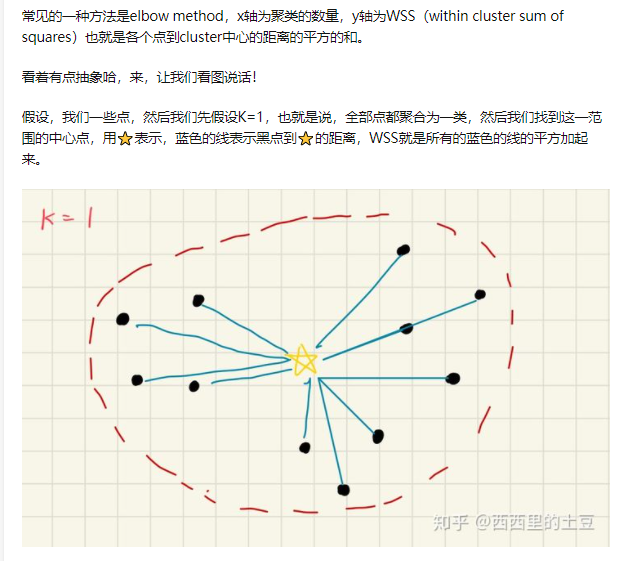 常见的一种方法是elbow method，x轴为聚类的数量，y轴为WSS（within cluster sum of
squares）也就是各个点到cluster中心的距离的平方的和。
看着有点抽象哈，来，让我们看图说话！
假设，我们一些点，然后我们先假设K=1，也就是说，全部点都聚合为一类，然后我们找到这一范
围的中心点，用⭐表示，蓝色的线表示黑点到⭐的距离，WSS就是所有的蓝色的线的平方加起
来。
K = 1
知乎 @西西里的土豆